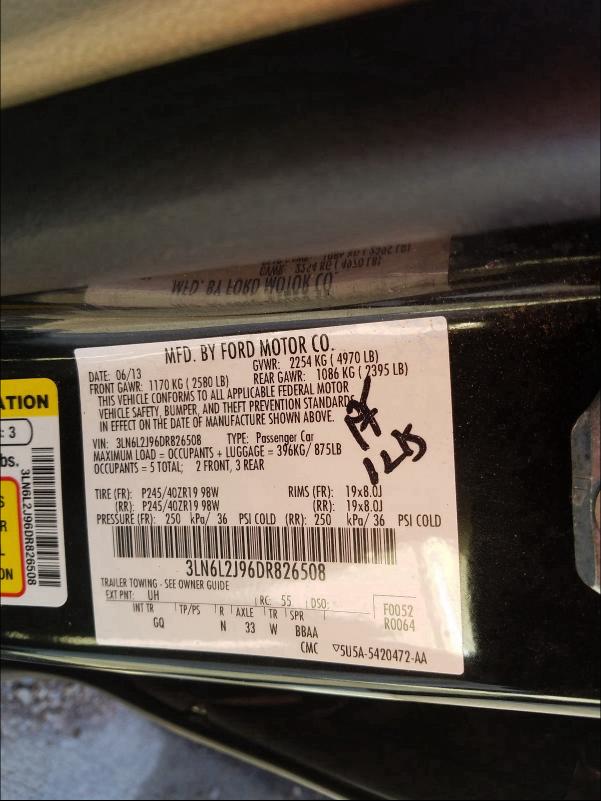 MFD. BY FORD MOTOR CO.
DATE: 06/13 GVWR: 2254 KG ( 4970 LB)
FRONT GAWR: 1170 KG ( 2580 LB) REAR GAWR: 1086 KG ( 2395 LB)
THIS VEHICLE CONFORMS TO ALL APPLICABLE FEDERAL MOTOR
VEHICLE SAFETY, BUMPER, AND THEFT PREVENTION STANDARDS
IN EFFECT ON THE DATE OF MANUFACTURE SHOWN ABOVE.
VIN: 3LN6L2J96DR826508 TYPE: Passenger Car
MAXIMUM LOAD = OCCUPANTS + LUGGAGE = 396KG/ 875LB
OCCUPANTS = 5 TOTAL; 2 FRONT, 3 REAR
TIRE (FR): P245/40ZR19 98W RIMS (FR): 19x8.0J
(RR): P245/40ZR19 98W (RR): 19x8.0J
PRESSURE (FR): 250 kPa/ 36 PSI COLD (RR): 250 kPa/ 36 PSI COLD
3LN6L2J96DR826508
TRAILER TOWING - SEE OWNER GUIDE
EXT PNT: UH RC: 55 DSO: F0052
INT TR TP/PS R AXLE TR SPR R0064
GQ N 33 W BBAA
CMC 5U5A-5420472-AA
ATION
: 3
bs.
3LN6L2J96DR826508
ON